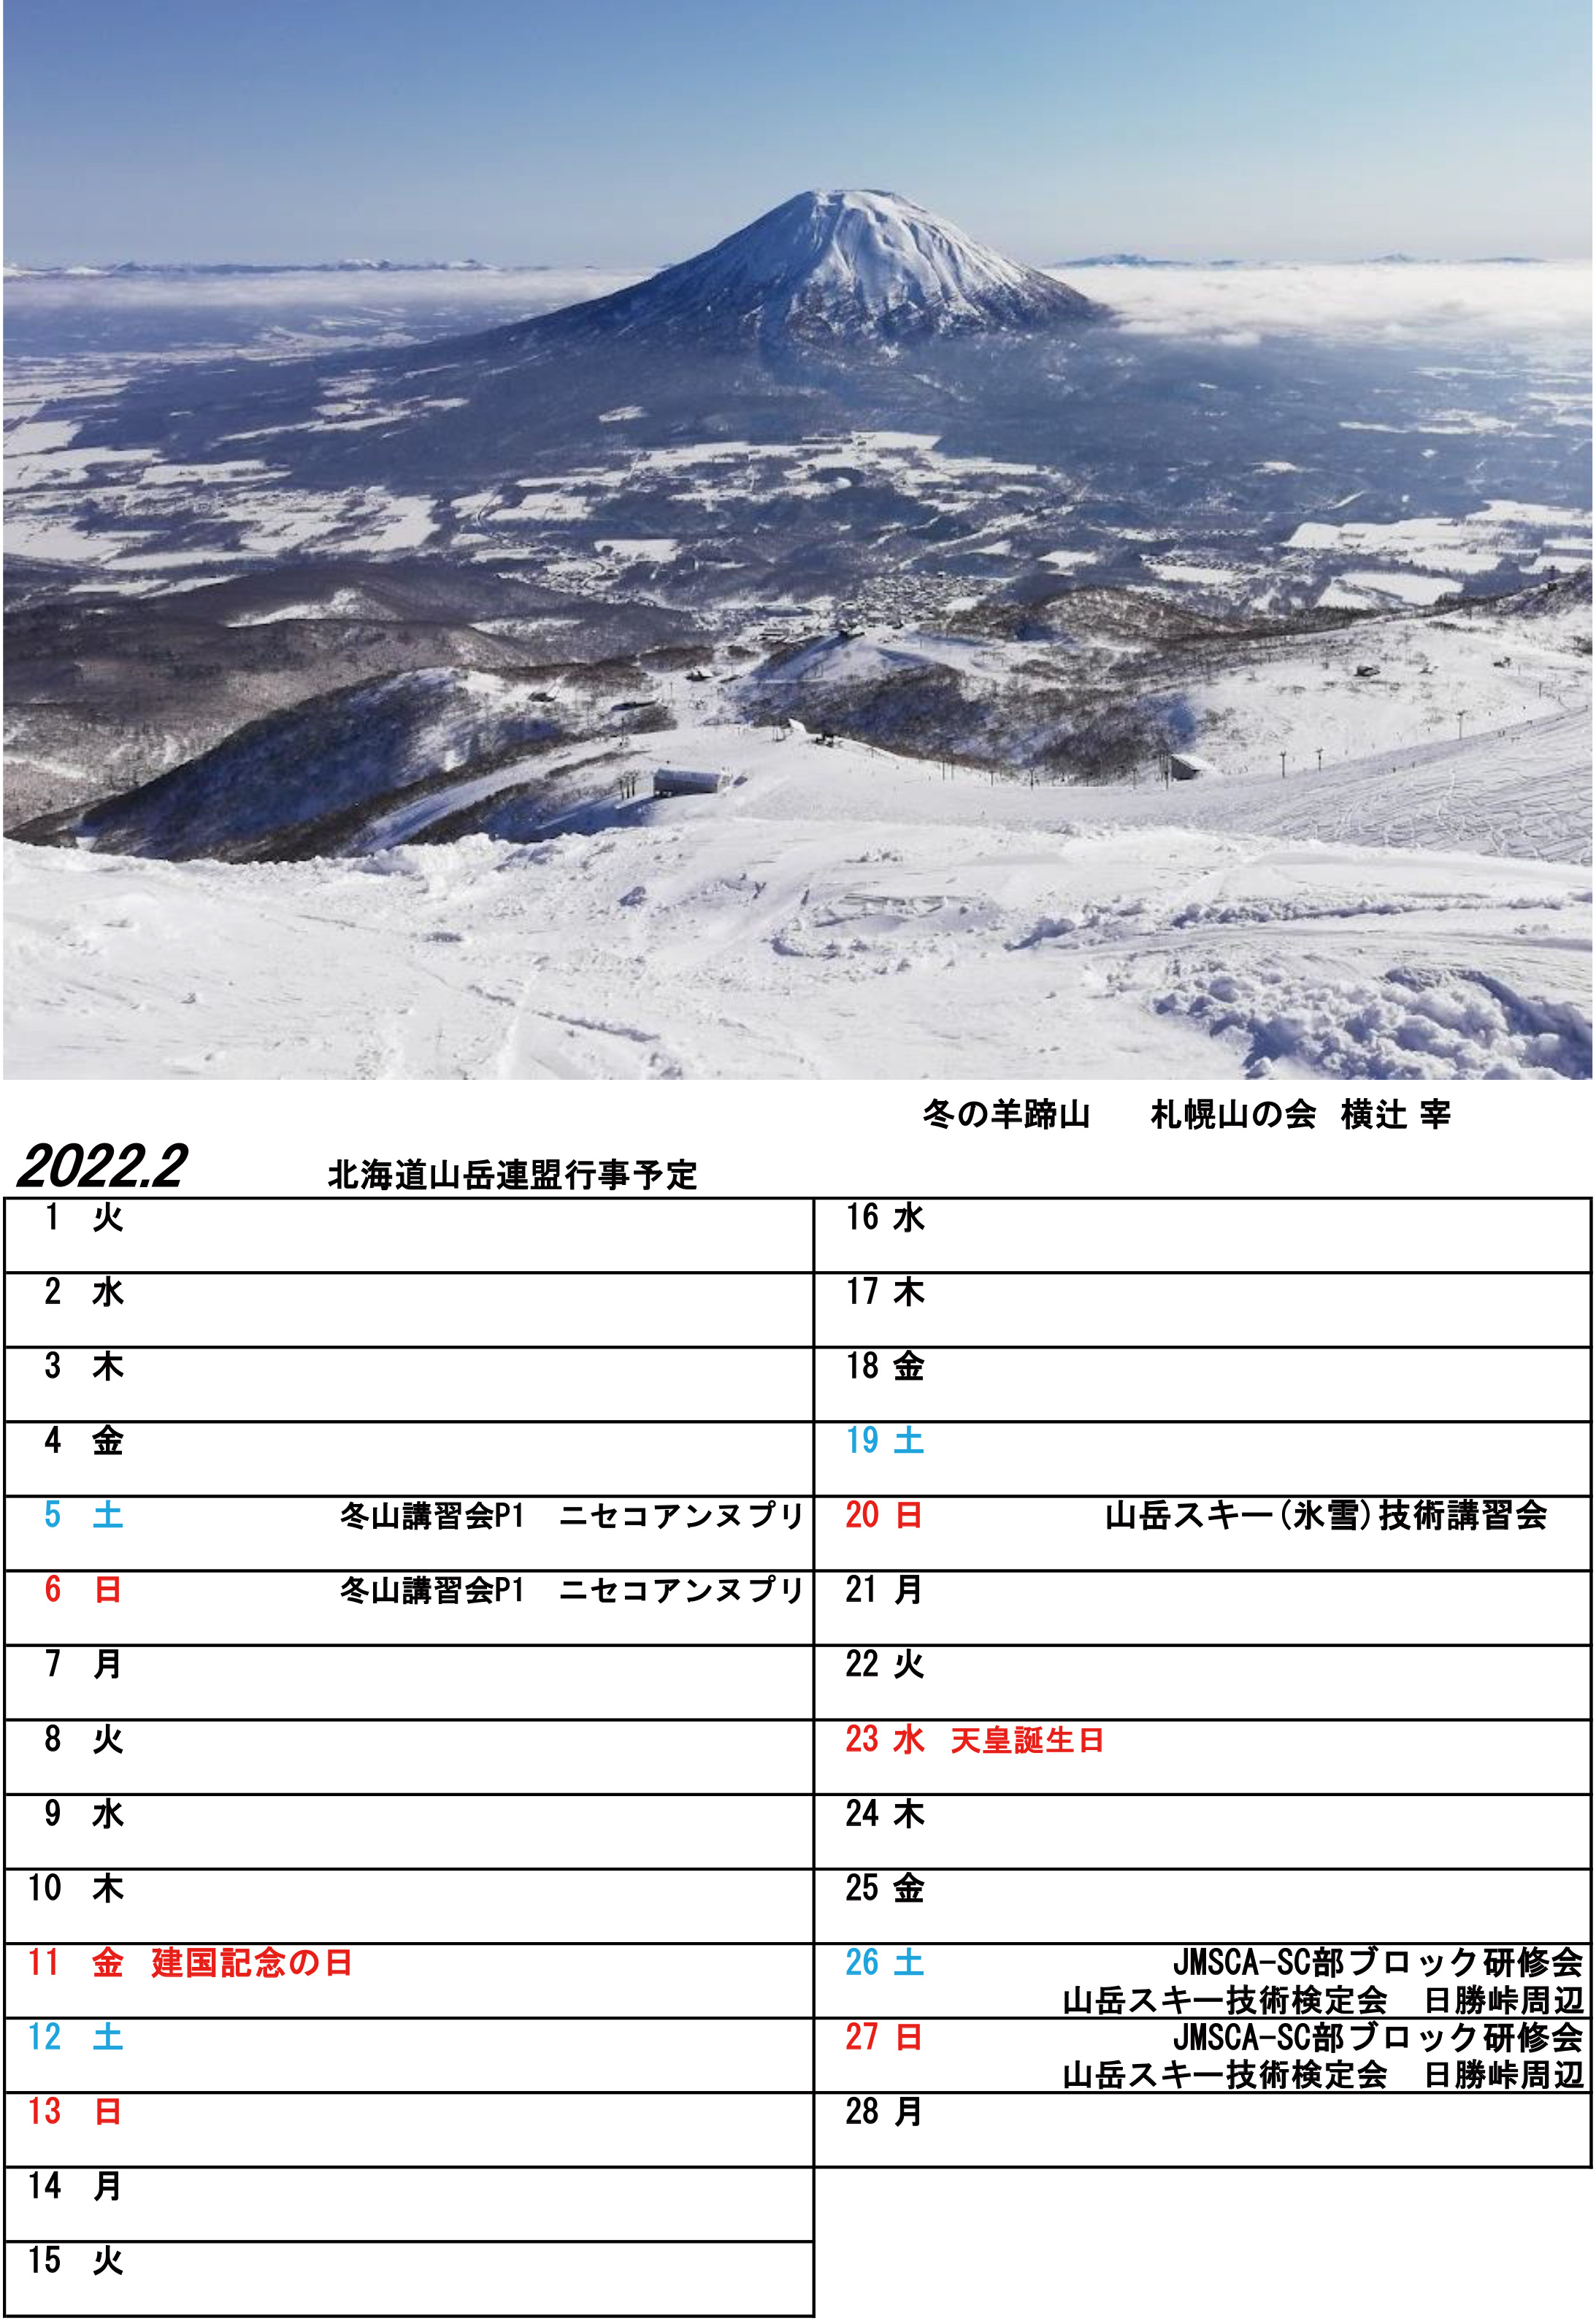 冬の羊蹄山 札幌山の会 横辻 宰
2022.2 北海道山岳連盟行事予定
1 火
2 水
3 木
4 金
5 土 冬山講習会P1 ニセコアンヌプリ
6 日 冬山講習会P1 ニセコアンヌプリ
7 月
8 火
9 水
10 木
11 金 建国記念の日
12 土
13 日
14 月
15 火
16 水
17 木
18 金
19 土
20 日 山岳スキー(氷雪)技術講習会
21 月
22 火
23 水 天皇誕生日
24 木
25 金
26 土 JMSCA-SC部ブロック研修会
山岳スキー技術検定会 日勝峠周辺
27 日 JMSCA-SC部ブロック研修会
山岳スキー技術検定会 日勝峠周辺
28 月